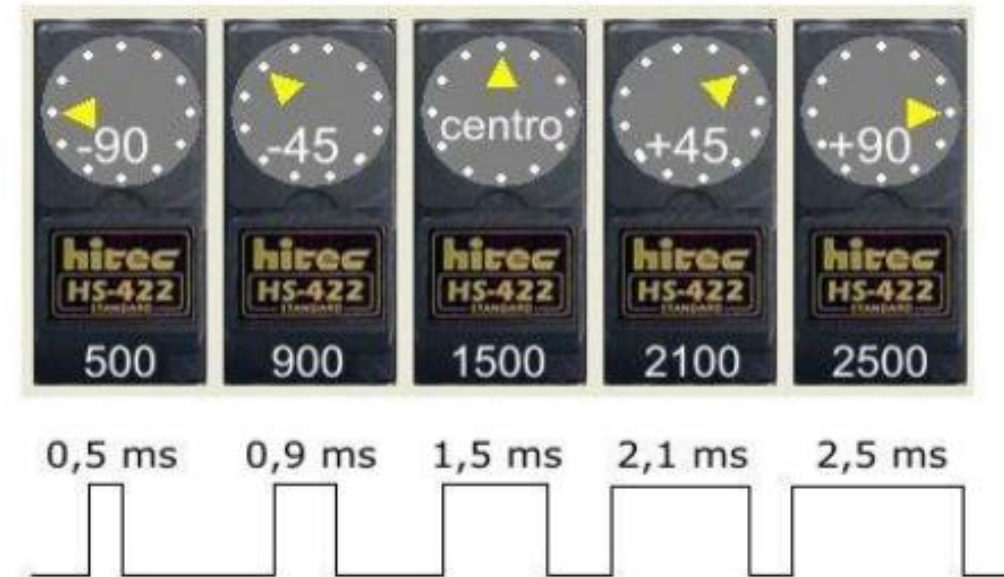 -90 -45 centro +45 +90
hitec hitec hitec hitec hitec
HS-422 HS-422 HS-422 HS-422 HS-422
STANDARD STANDARD STANDARD STANDARD STANDARD
500 900 1500 2100 2500
0,5 ms 0,9 ms 1,5 ms 2,1 ms 2,5 ms